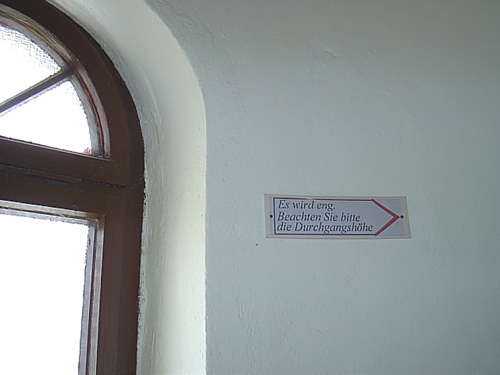 Es wird eng.
Beachten Sie bitte
die Durchgangshöhe